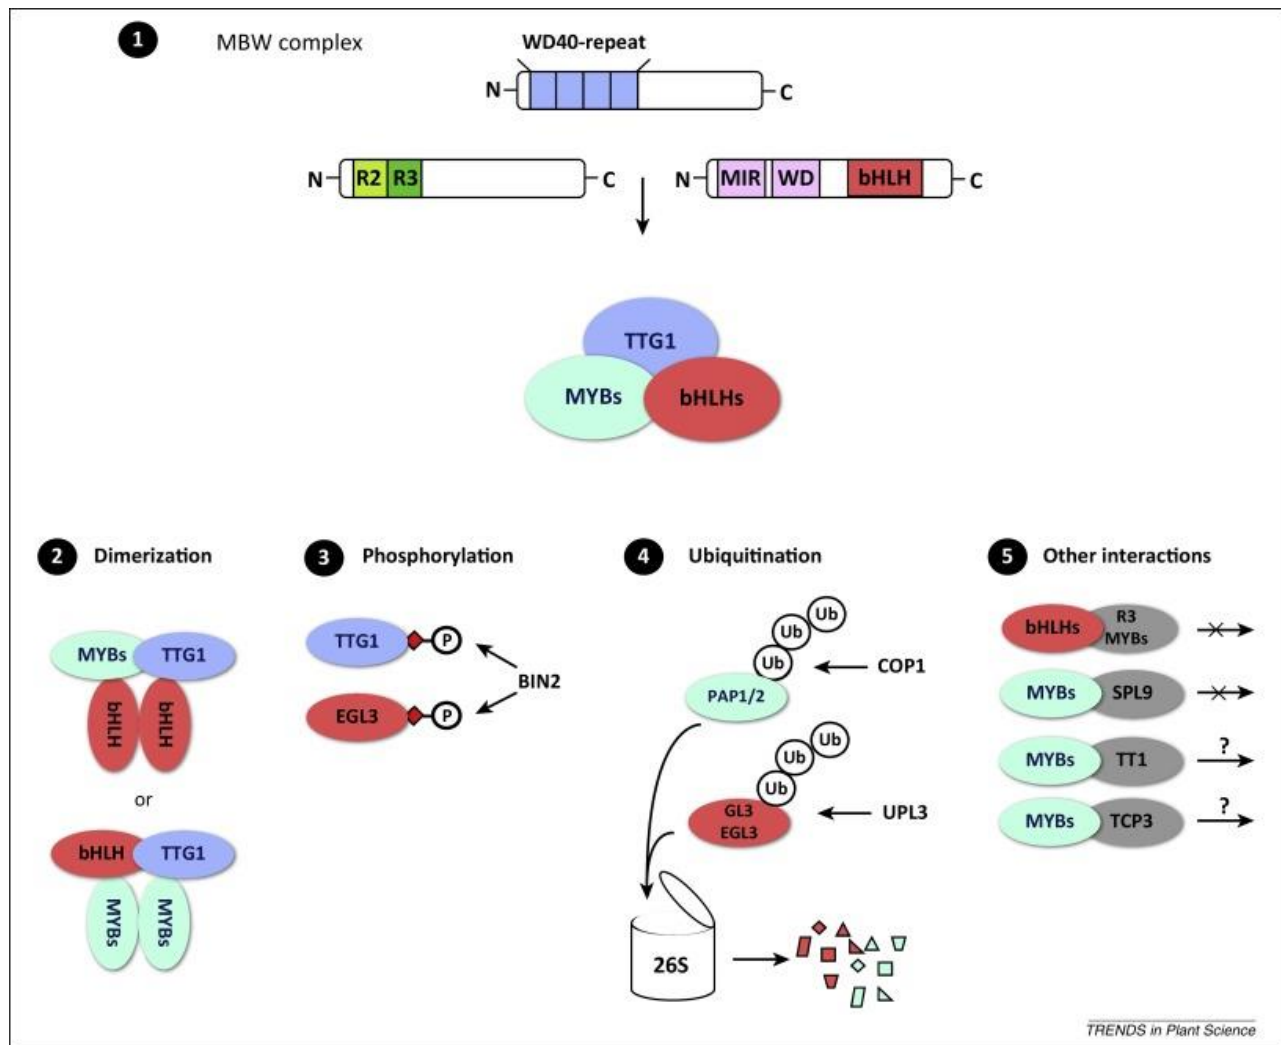 1 MBW complex
WD40-repeat
N C
N R2 R3 C
N MIR WD bHLH C
TTG1
MYBs bHLHs
2 Dimerization
MYBs TTG1
bHLH bHLH
or
bHLH TTG1
MYBs MYBs
3 Phosphorylation
TTG1 P
BIN2
EGL3 P
4 Ubiquitination
Ub
Ub
Ub
COP1
PAP1/2
Ub
Ub
Ub
GL3
EGL3
UPL3
26S
5 Other interactions
bHLHs R3
MYBs
MYBs SPL9
MYBs TT1 ?
MYBs TCP3 ?
TRENDS in Plant Science